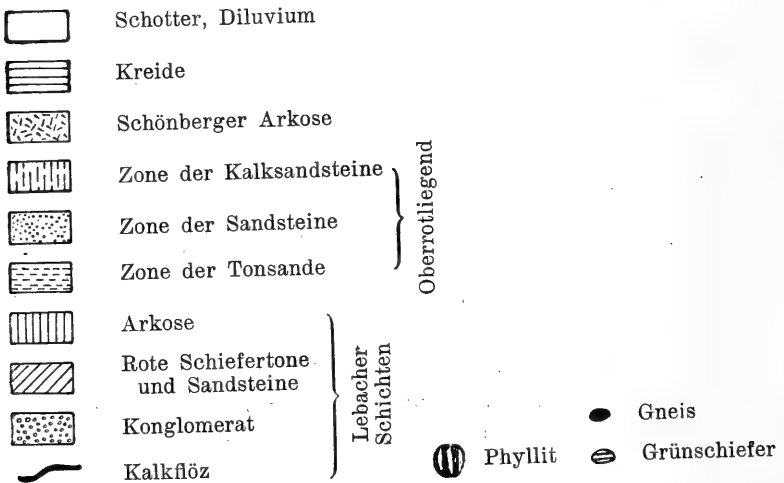 Schotter, Diluvium
Kreide
Schönberger Arkose
Zone der Kalksandsteine
Zone der Sandsteine
Zone der Tonsande
Oberrotliegend
Arkose
Rote Schiefertone
und Sandsteine
Konglomerat
Kalkflöz
Lebacher
Schichten
Phyllit
Gneis
Grünschiefer